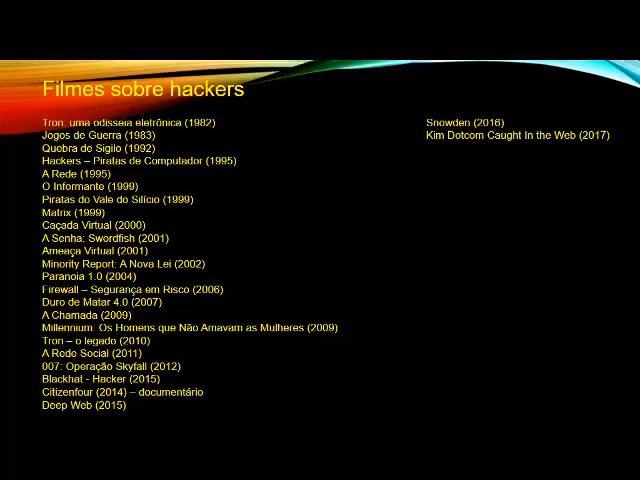 Filmes sobre hackers
Tron: uma odisseia eletrônica (1982)
Jogos de Guerra (1983)
Quebra de Sigilo (1992)
Hackers – Piratas de Computador (1995)
A Rede (1995)
O Informante (1999)
Piratas do Vale do Silício (1999)
Matrix (1999)
Caçada Virtual (2000)
A Senha: Swordfish (2001)
Ameaça Virtual (2001)
Minority Report: A Nova Lei (2002)
Paranoia 1.0 (2004)
Firewall – Segurança em Risco (2006)
Duro de Matar 4.0 (2007)
A Chamada (2009)
Millennium: Os Homens que Não Amavam as Mulheres (2009)
Tron – o legado (2010)
A Rede Social (2011)
007: Operação Skyfall (2012)
Blackhat - Hacker (2015)
Citizenfour (2014) – documentário
Deep Web (2015)
Snowden (2016)
Kim Dotcom Caught In the Web (2017)